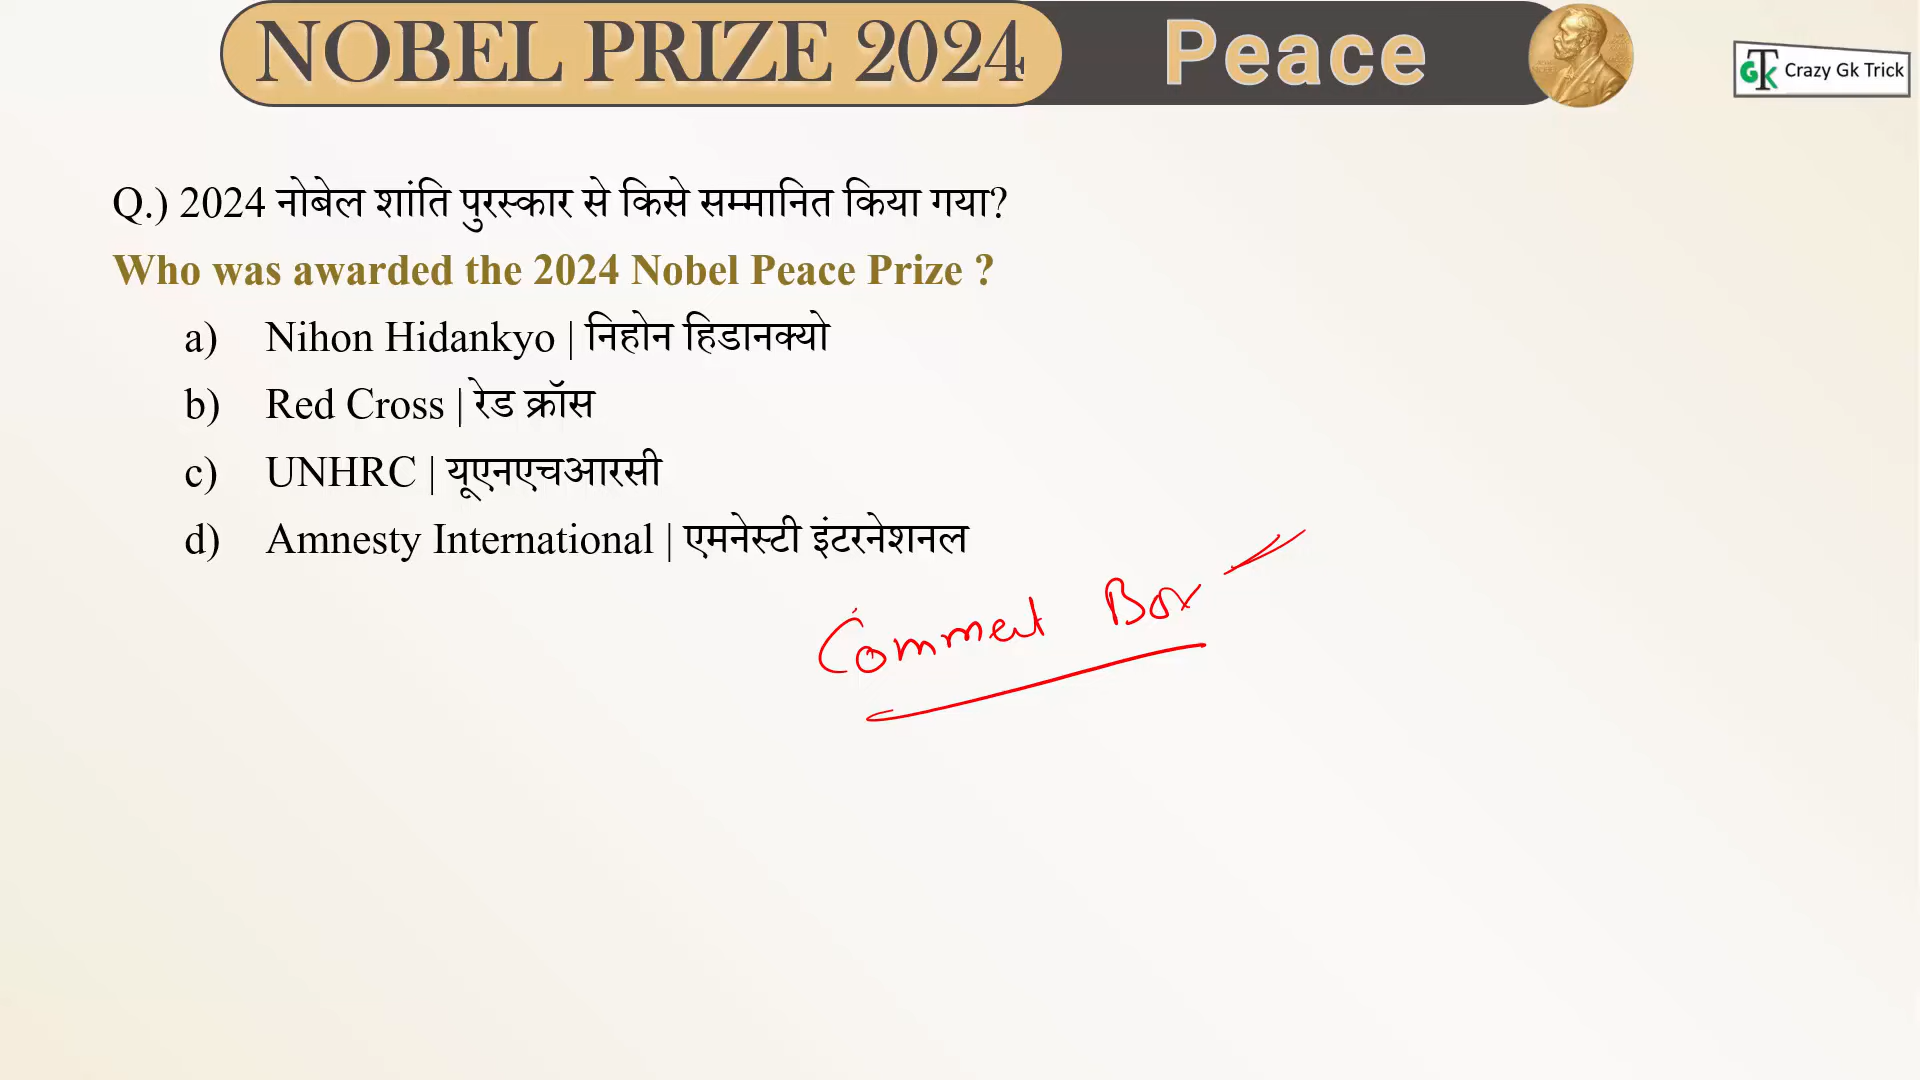 NOBEL PRIZE 2024 Peace
GTK Crazy Gk Trick
Q.) 2024 नोबेल शांति पुरस्कार से किसे सम्मानित किया गया?
Who was awarded the 2024 Nobel Peace Prize ?
a) Nihon Hidankyo | निहोन हिडानक्यो
b) Red Cross | रेड क्रॉस
c) UNHRC | यूएनएचआरसी
d) Amnesty International | एमनेस्टी इंटरनेशनल
Comment Box